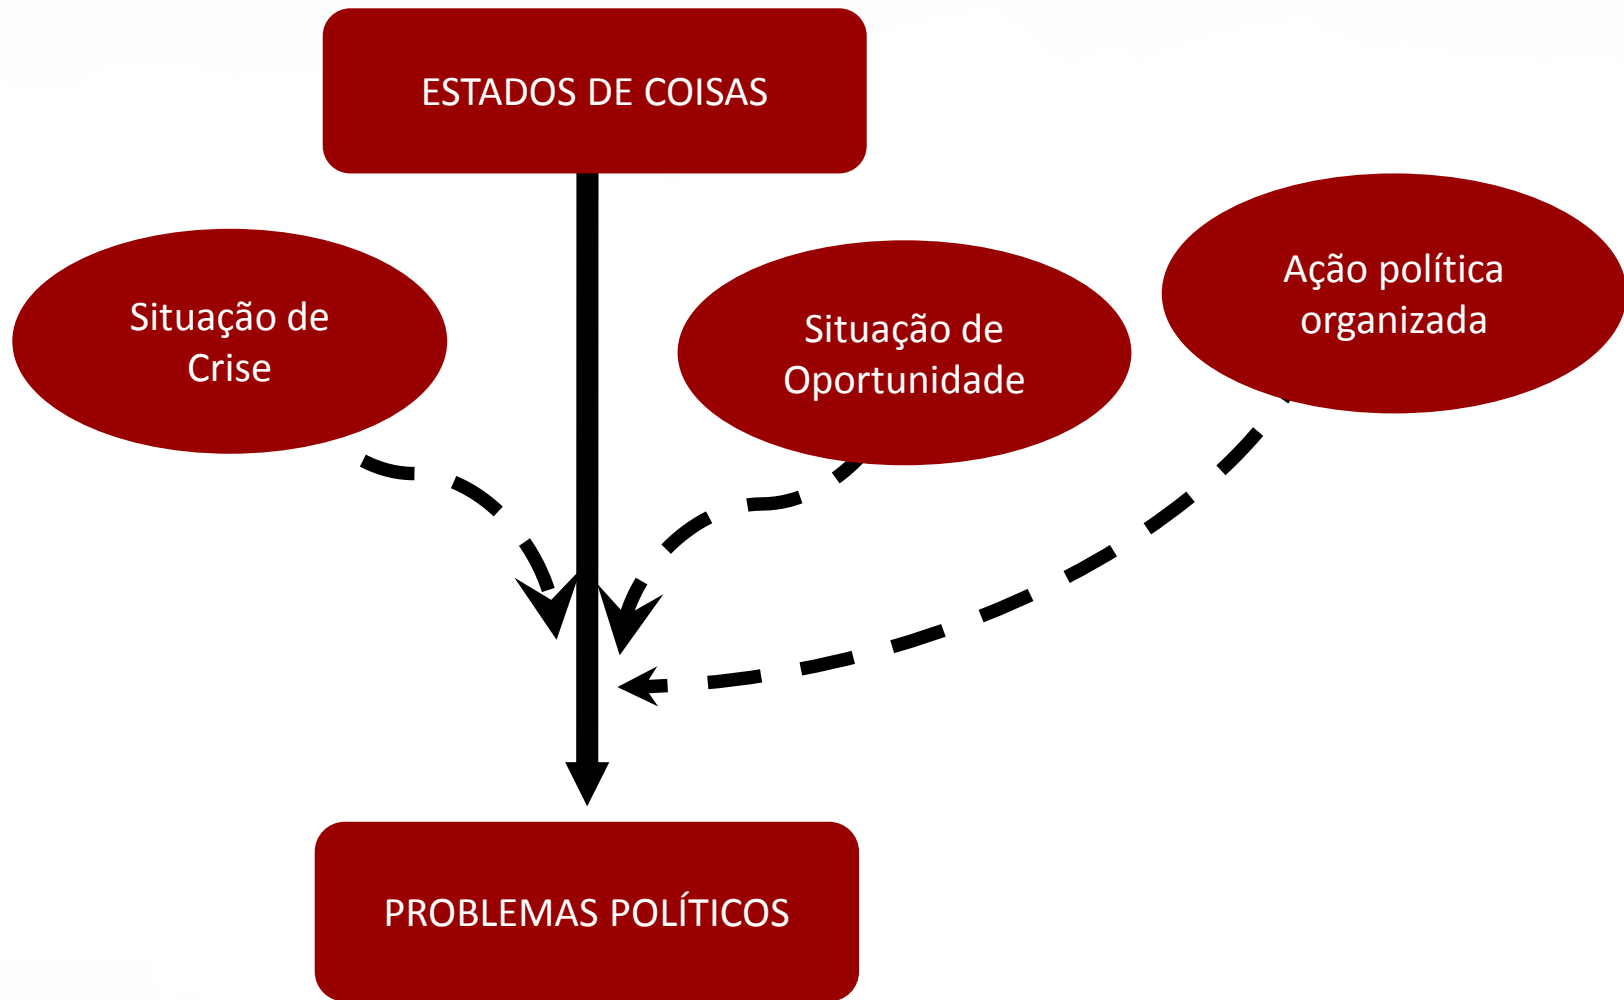 ESTADOS DE COISAS
Situação de
Crise
Situação de
Oportunidade
Ação política
organizada
PROBLEMAS POLÍTICOS